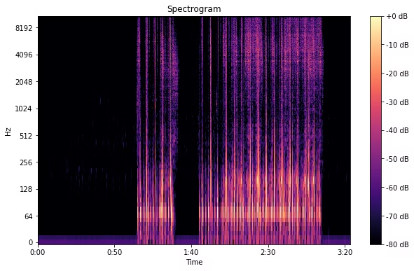 Spectrogram
8192
4096
2048
1024
512
256
128
64
0
Hz
0:00
0:50
1:40
2:30
3:20
Time
+0 dB
-10 dB
-20 dB
-30 dB
-40 dB
-50 dB
-60 dB
-70 dB
-80 dB